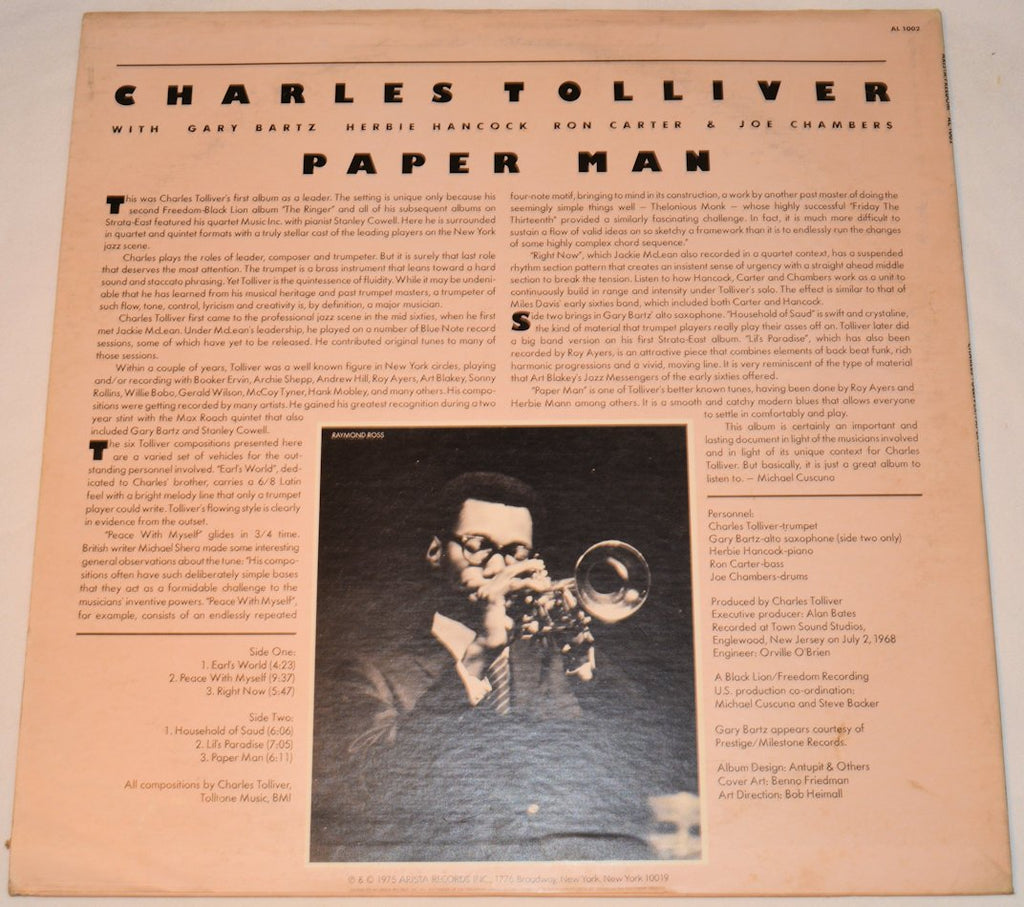 AL 1002
CHARLES TOLLIVER
WITH GARY BARTZ HERBIE HANCOCK RON CARTER & JOE CHAMBERS
PAPER MAN
This was Charles Tolliver's first album as a leader. The setting is unique only because his
second Freedom-Black Lion album "The Ringer" and all of his subsequent albums on
Strata-East featured his quartet Music Inc. with pianist Stanley Cowell. Here he is surrounded
in quartet and quintet formats with a truly stellar cast of the leading players on the New York
jazz scene.
Charles plays the roles of leader, composer and trumpeter. But it is surely that last role
that deserves the most attention. The trumpet is a brass instrument that leans toward a hard
sound and staccato phrasing. Yet Tolliver is the quintessence of fluidity. While it may be undeni-
able that he has learned from his musical heritage and past trumpet masters, a trumpeter of
such flow, tone, control, lyricism and creativity is, by definition, a major musician.
Charles Tolliver first came to the professional jazz scene in the mid sixties, when he first
met Jackie McLean. Under McLean's leadership, he played on a number of Blue Note record
sessions, some of which have yet to be released. He contributed original tunes to many of
those sessions.
Within a couple of years, Tolliver was a well known figure in New York circles, playing
and/or recording with Booker Ervin, Archie Shepp, Andrew Hill, Roy Ayers, Art Blakey, Sonny
Rollins, Willie Bobo, Gerald Wilson, McCoy Tyner, Hank Mobley, and many others. His compo-
sitions were getting recorded by many artists. He gained his greatest recognition during a two
year stint with the Max Roach quintet that also
included Gary Bartz and Stanley Cowell.
The six Tolliver compositions presented here
are a varied set of vehicles for the out-
standing personnel involved. "Earl's World", ded-
icated to Charles' brother, carries a 6/8 Latin
feel with a bright melody line that only a trumpet
player could write. Tolliver's flowing style is clearly
in evidence from the outset.
"Peace With Myself" glides in 3/4 time.
British writer Michael Shera made some interesting
general observations about the tune: "His compo-
sitions often have such deliberately simple bases
that they act as a formidable challenge to the
musicians' inventive powers. "Peace With Myself",
for example, consists of an endlessly repeated
four-note motif, bringing to mind in its construction, a work by another past master of doing the
seemingly simple things well — Thelonious Monk — whose highly successful "Friday The
Thirteenth" provided a similarly fascinating challenge. In fact, it is much more difficult to
sustain a flow of valid ideas on so sketchy a framework than it is to endlessly run the changes
of some highly complex chord sequence."
"Right Now", which Jackie McLean also recorded in a quartet context, has a suspended
rhythm section pattern that creates an insistent sense of urgency with a straight ahead middle
section to break the tension. Listen to how Hancock, Carter and Chambers work as a unit to
continuously build in range and intensity under Tolliver's solo. The effect is similar to that of
Miles Davis' early sixties band, which included both Carter and Hancock.
Side two brings in Gary Bartz' alto saxophone. "Household of Saud" is swift and crystaline,
the kind of material that trumpet players really play their asses off on. Tolliver later did
a big band version on his first Strata-East album. "Lil's Paradise", which has also been
recorded by Roy Ayers, is an attractive piece that combines elements of back beat funk, rich
harmonic progressions and a vivid, moving line. It is very reminiscent of the type of material
that Art Blakey's Jazz Messengers of the early sixties offered.
"Paper Man" is one of Tolliver's better known tunes, having been done by Roy Ayers and
Herbie Mann among others. It is a smooth and catchy modern blues that allows everyone
to settle in comfortably and play.
This album is certainly an important and
lasting document in light of the musicians involved
and in light of its unique context for Charles
Tolliver. But basically, it is just a great album to
listen to. — Michael Cuscuna
RAYMOND ROSS
Side One:
1. Earl's World (4:23)
2. Peace With Myself (9:37)
3. Right Now (5:47)
Side Two:
1. Household of Saud (6:06)
2. Lil's Paradise (7:05)
3. Paper Man (6:11)
All compositions by Charles Tolliver,
Tolltone Music, BMI
Personnel:
Charles Tolliver-trumpet
Gary Bartz-alto saxophone (side two only)
Herbie Hancock-piano
Ron Carter-bass
Joe Chambers-drums
Produced by Charles Tolliver
Executive producer: Alan Bates
Recorded at Town Sound Studios,
Englewood, New Jersey on July 2, 1968
Engineer: Orville O'Brien
A Black Lion/Freedom Recording
U.S. production co-ordination:
Michael Cuscuna and Steve Backer
Gary Bartz appears courtesy of
Prestige/Milestone Records.
Album Design: Antupit & Others
Cover Art: Benno Friedman
Art Direction: Bob Heimall
℗ & © 1975 ARISTA RECORDS INC., 1776 Broadway, New York, New York 10019